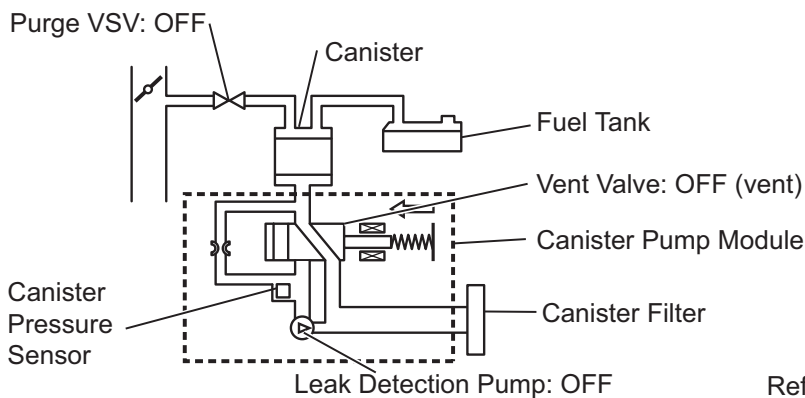 Purge VSV: OFF
Canister
Fuel Tank
Vent Valve: OFF (vent)
Canister Pump Module
Canister
Pressure
Sensor
Canister Filter
Leak Detection Pump: OFF
Ref